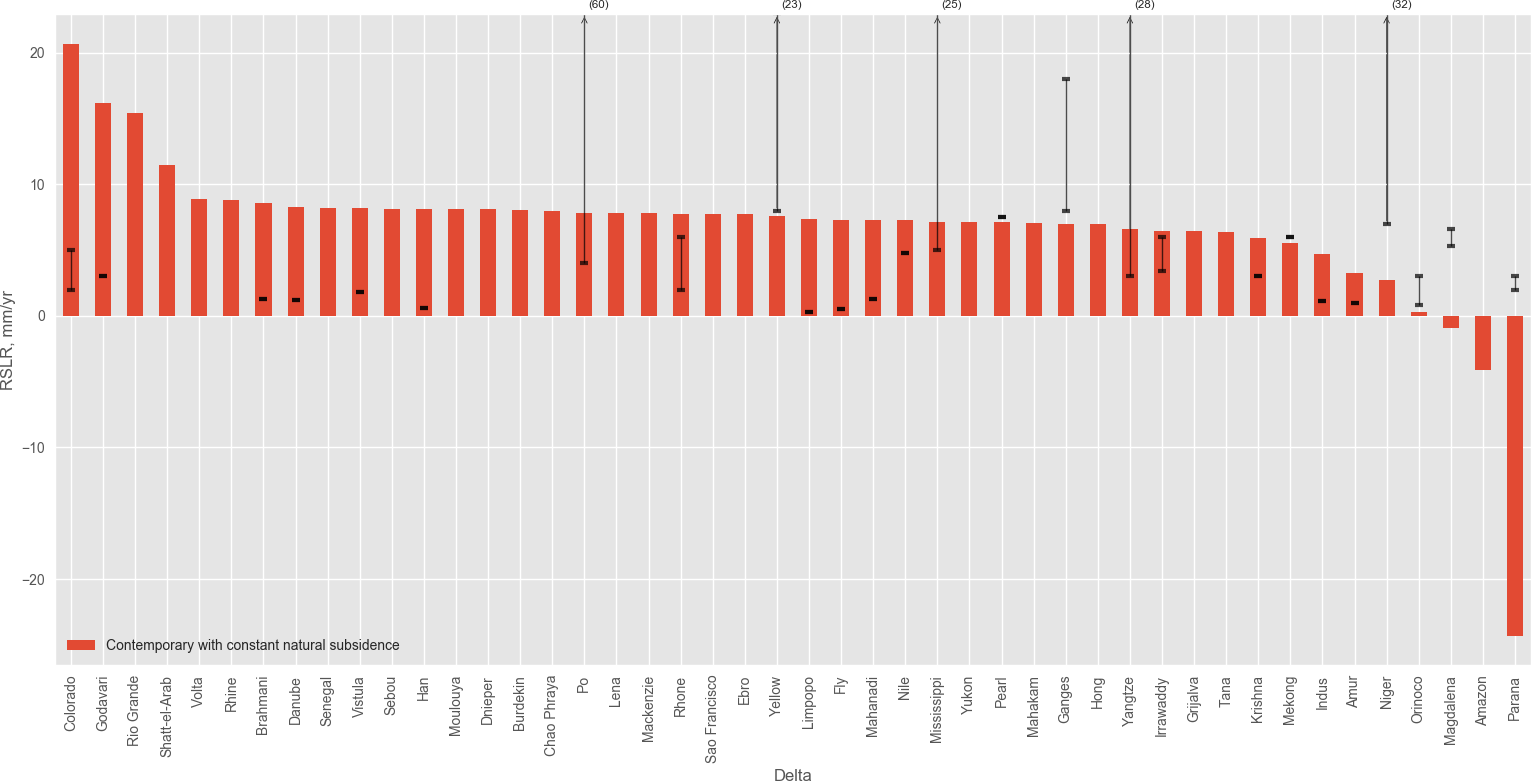 (60) (23) (25) (28) (32)
20
10
0
−10
−20
RSLR, mm/yr
Contemporary with constant natural subsidence
Colorado
Godavari
Rio Grande
Shatt-el-Arab
Volta
Rhine
Brahmani
Danube
Senegal
Vistula
Sebou
Han
Moulouya
Dnieper
Burdekin
Chao Phraya
Po
Lena
Mackenzie
Rhone
Sao Francisco
Ebro
Yellow
Limpopo
Fly
Mahanadi
Nile
Mississippi
Yukon
Pearl
Mahakam
Ganges
Hong
Yangtze
Irrawaddy
Grijalva
Tana
Krishna
Mekong
Indus
Amur
Niger
Orinoco
Magdalena
Amazon
Parana
Delta